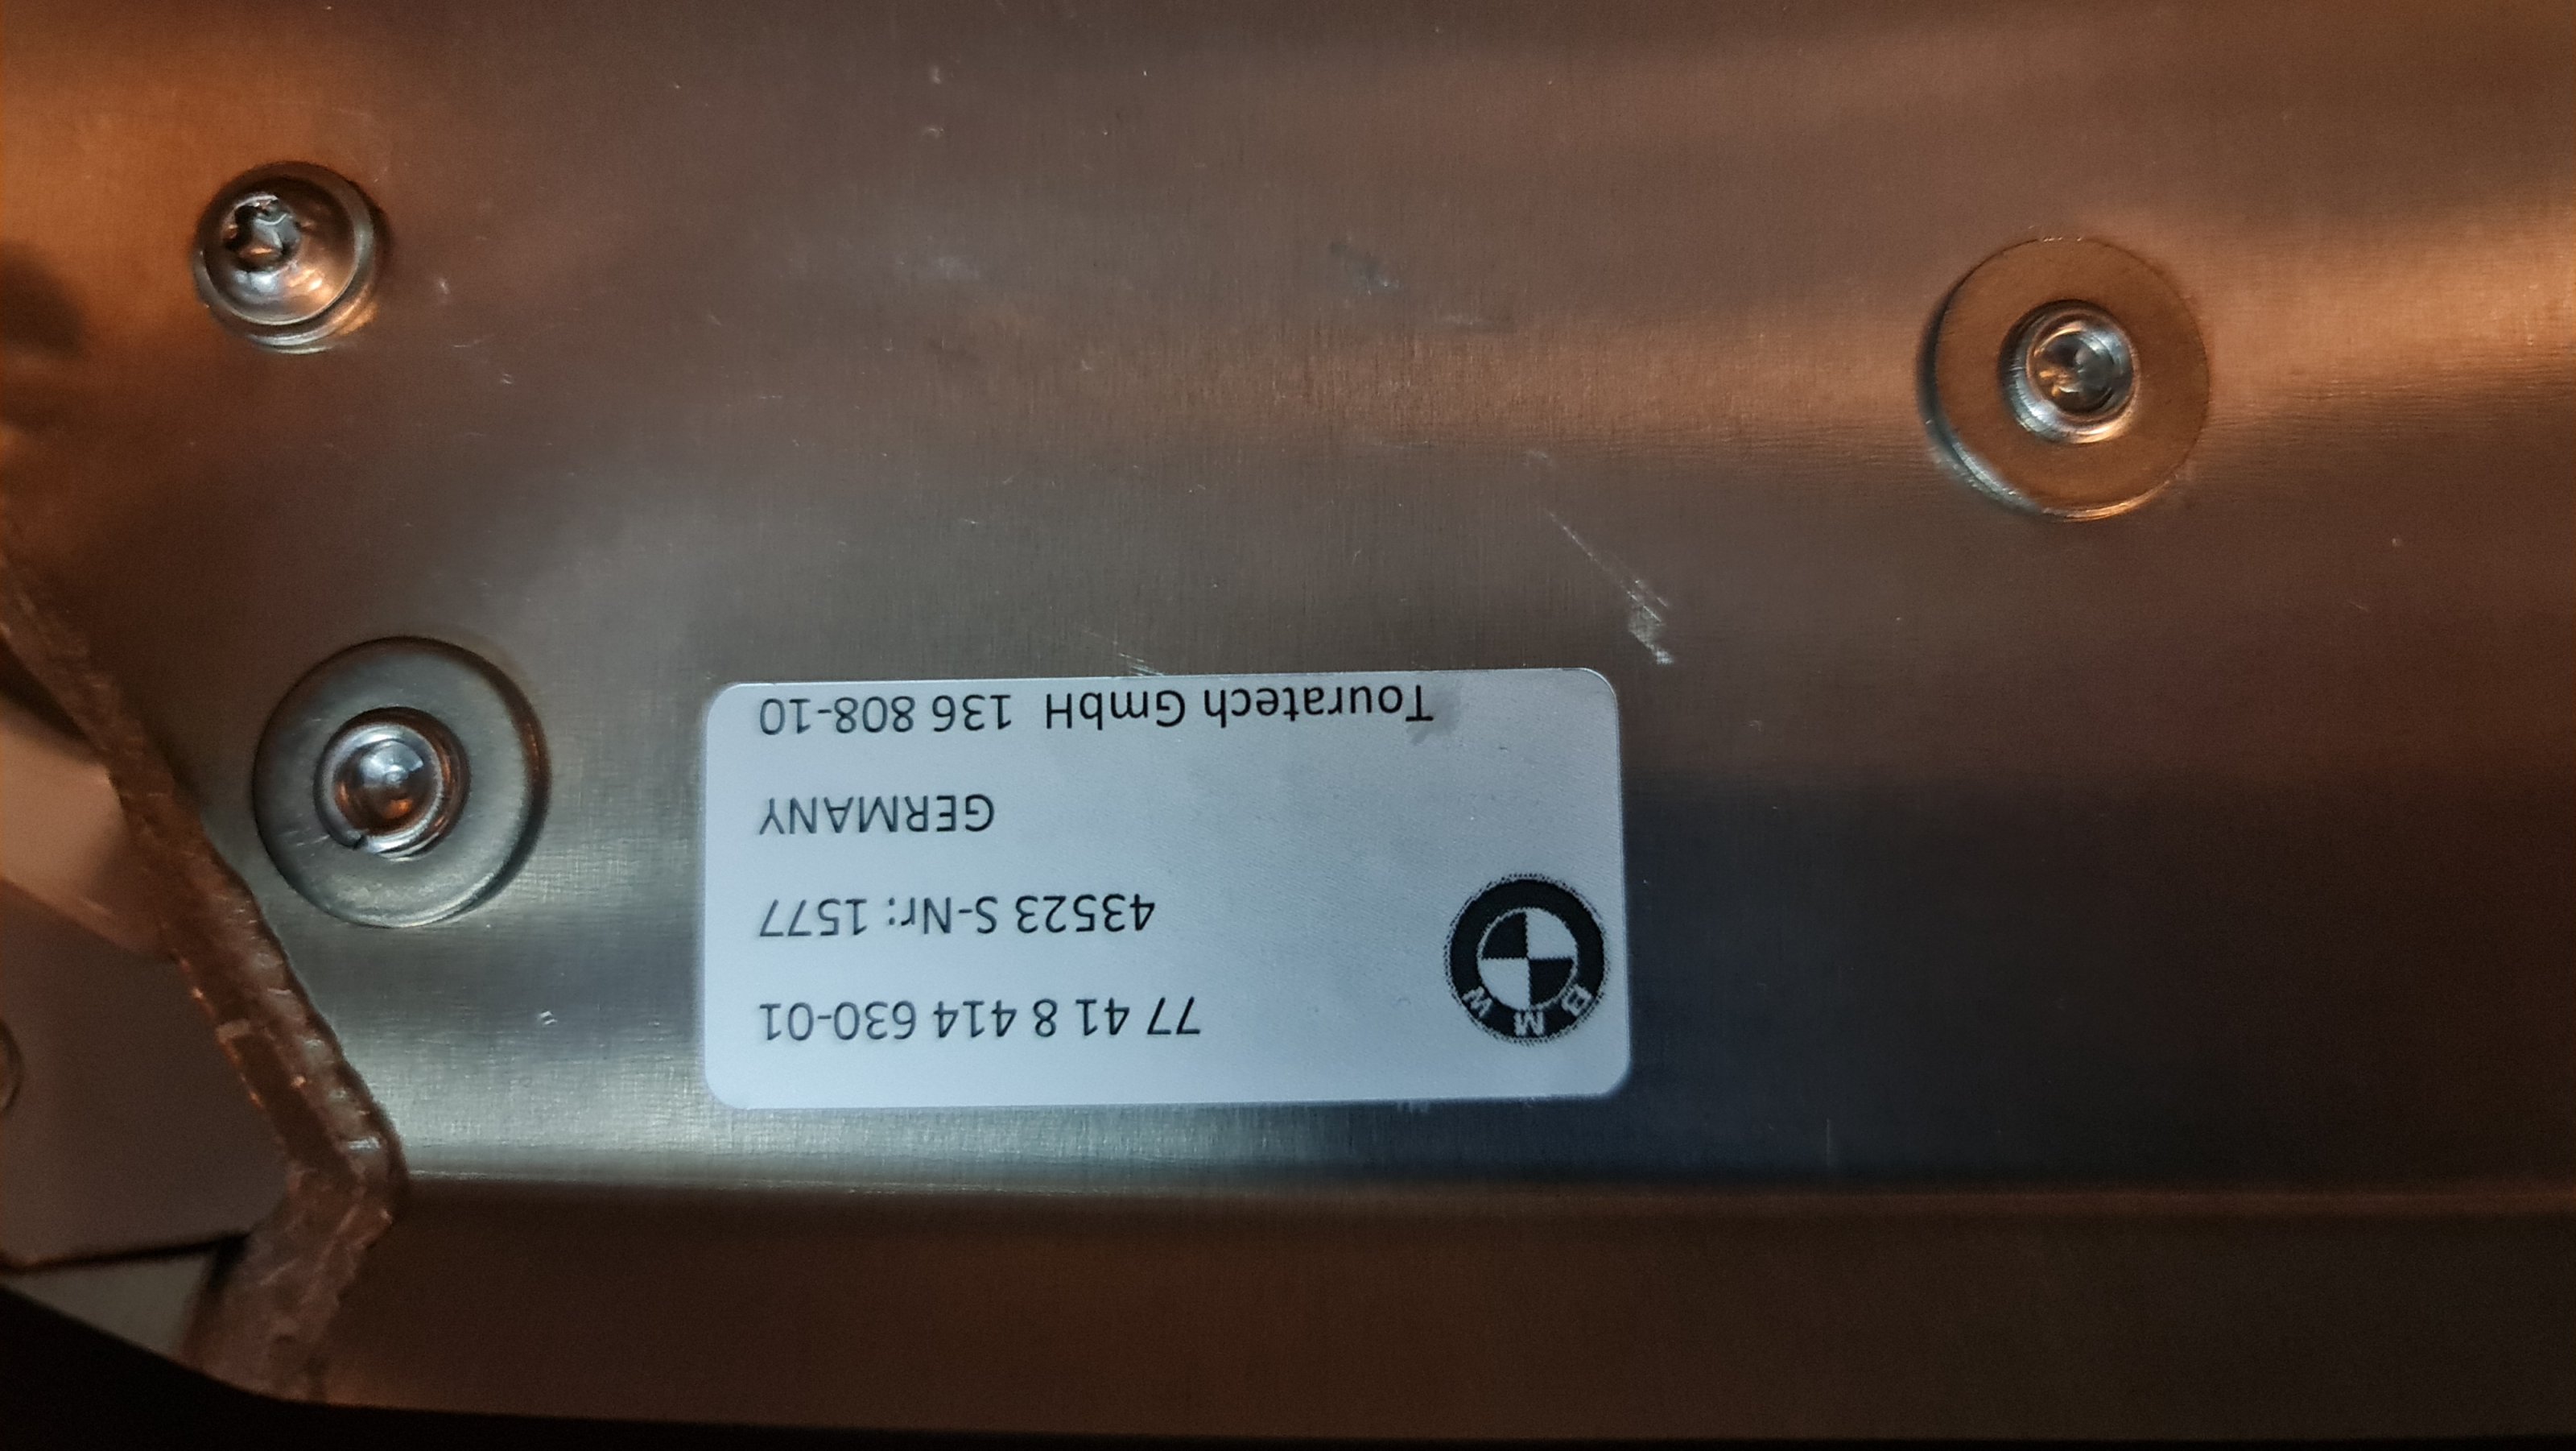 BMW
77 41 8 414 630-01
43523 S-Nr: 1577
GERMANY
Touratech GmbH 136 808-10